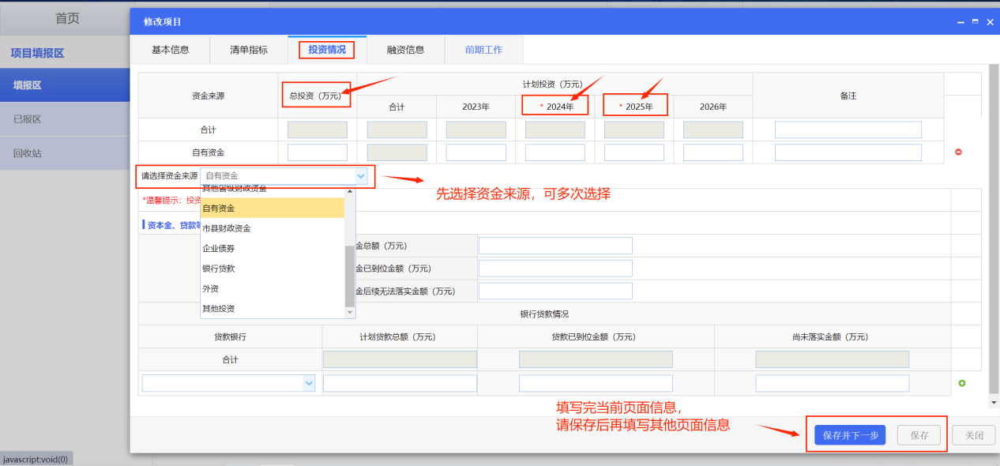 首页
修改项目
项目填报区
填报区
已报区
回收站
基本信息
清单指标
投资情况
融资信息
前期工作
资金来源
总投资（万元）
计划投资（万元）
备注
合计
2023年
* 2024年
* 2025年
2026年
合计
自有资金
请选择资金来源
自有资金
先选择资金来源，可多次选择
其他省级财政资金
*温馨提示：投资
自有资金
资本金、贷款
市县财政资金
企业债券
银行贷款
外资
其他投资
金总额（万元）
金已到位金额（万元）
金后续无法落实金额（万元）
银行贷款情况
贷款银行
计划贷款总额（万元）
贷款已到位金额（万元）
尚未落实金额（万元）
合计
填写完当前页面信息，
请保存后再填写其他页面信息
保存并下一步
保存
关闭
javascript:void(0)